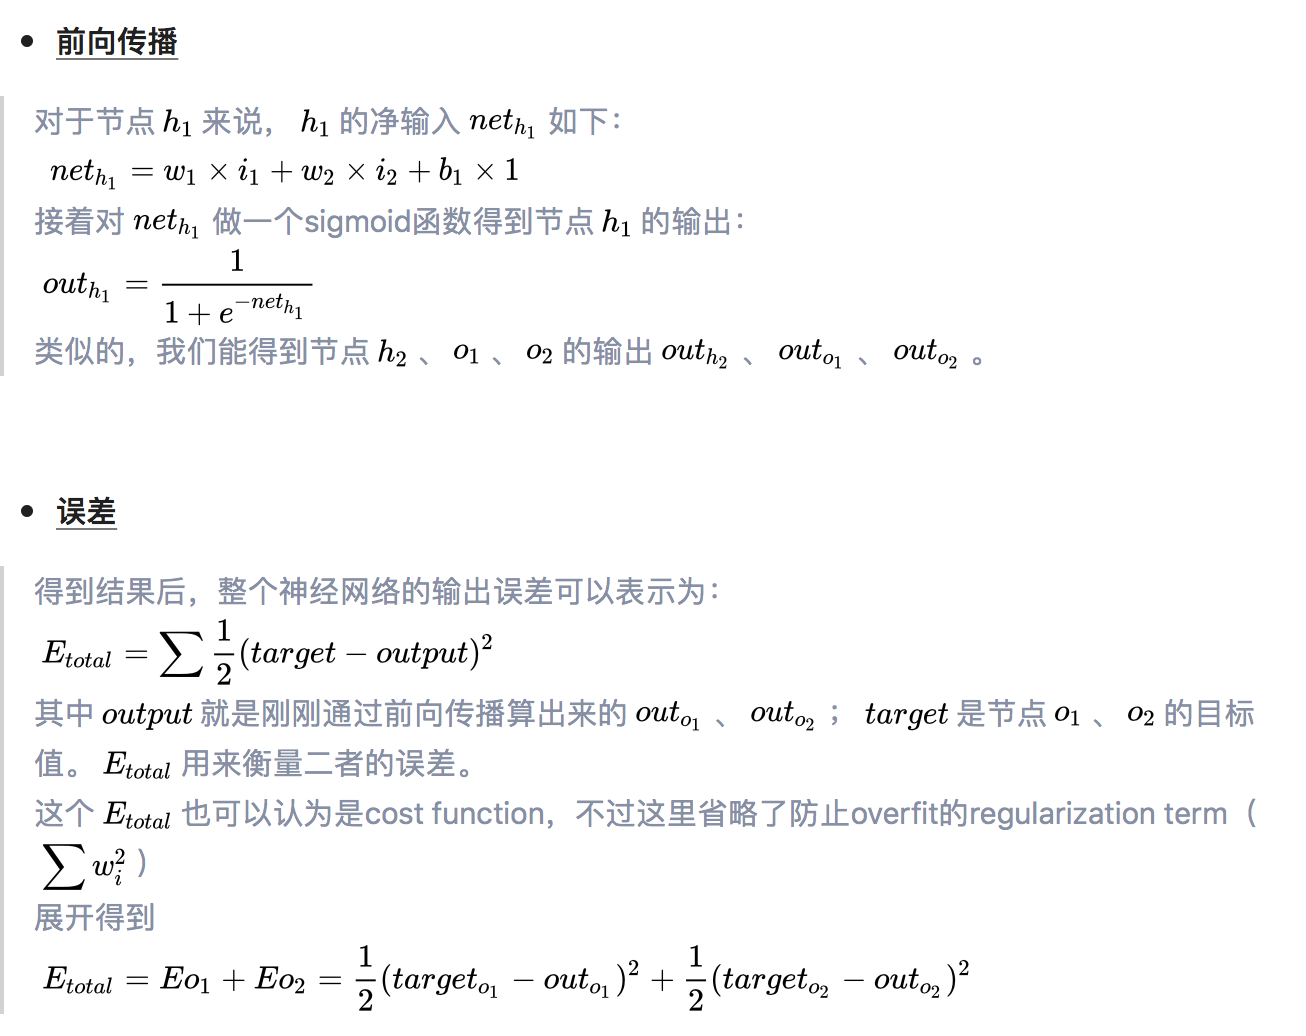 • 前向传播
对于节点 $h_1$ 来说， $h_1$ 的净输入 $net_{h_1}$ 如下：
$net_{h_1} = w_1 \times i_1 + w_2 \times i_2 + b_1 \times 1$
接着对 $net_{h_1}$ 做一个sigmoid函数得到节点 $h_1$ 的输出：
$out_{h_1} = \frac{1}{1 + e^{-net_{h_1}}}$
类似的，我们能得到节点 $h_2$ 、 $o_1$ 、 $o_2$ 的输出 $out_{h_2}$ 、 $out_{o_1}$ 、 $out_{o_2}$ 。
• 误差
得到结果后，整个神经网络的输出误差可以表示为：
$E_{total} = \sum \frac{1}{2}(target - output)^2$
其中 $output$ 就是刚刚通过前向传播算出来的 $out_{o_1}$ 、 $out_{o_2}$ ； $target$ 是节点 $o_1$ 、 $o_2$ 的目标
值。 $E_{total}$ 用来衡量二者的误差。
这个 $E_{total}$ 也可以认为是cost function，不过这里省略了防止overfit的regularization term（
$\sum w_i^2$ ）
展开得到
$E_{total} = Eo_1 + Eo_2 = \frac{1}{2}(target_{o_1} - out_{o_1})^2 + \frac{1}{2}(target_{o_2} - out_{o_2})^2$